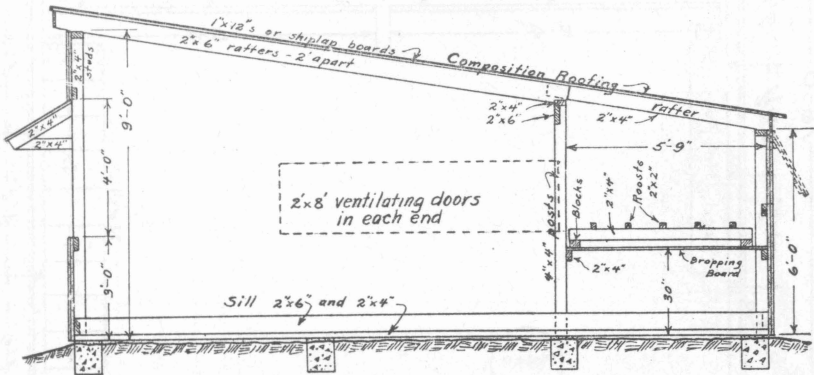 1"x12"s or shiplap boards
2"x6" rafters - 2' apart
Composition Roofing
2"x4"
studs
9'-0"
2"x4"
2"x6"
rafter
2"x4"
5'-9"
2"x4"
2"x4"
4'-0"
2'x8' ventilating doors
in each end
4"x4" posts
Blocks
2"x4"
Roosts
2"x2"
2"x4"
Dropping
Board
6'-0"
9'-0"
30"
Sill 2"x6" and 2"x4"